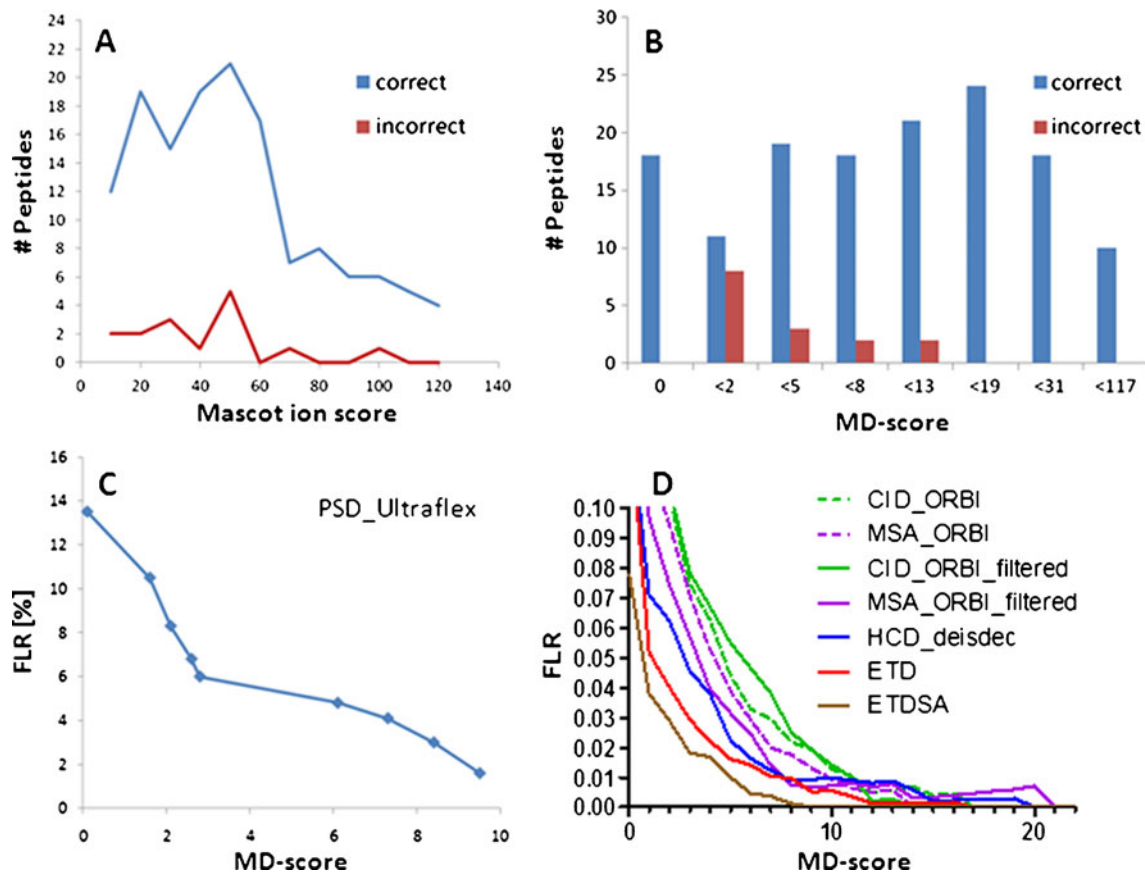 A
24
22
20
18
16
14
12
10
8
6
4
2
0
# Peptides
correct
incorrect
0 20 40 60 80 100 120 140
Mascot ion score
B
30
25
20
15
10
5
0
# Peptides
correct
incorrect
0 <2 <5 <8 <13 <19 <31 <117
MD-score
C
PSD_Ultraflex
16
14
12
10
8
6
4
2
0
FLR [%]
0 2 4 6 8 10
MD-score
D
0.10
0.09
0.08
0.07
0.06
0.05
0.04
0.03
0.02
0.01
0.00
FLR
CID_ORBI
MSA_ORBI
CID_ORBI_filtered
MSA_ORBI_filtered
HCD_deisdec
ETD
ETDSA
0 10 20
MD-score